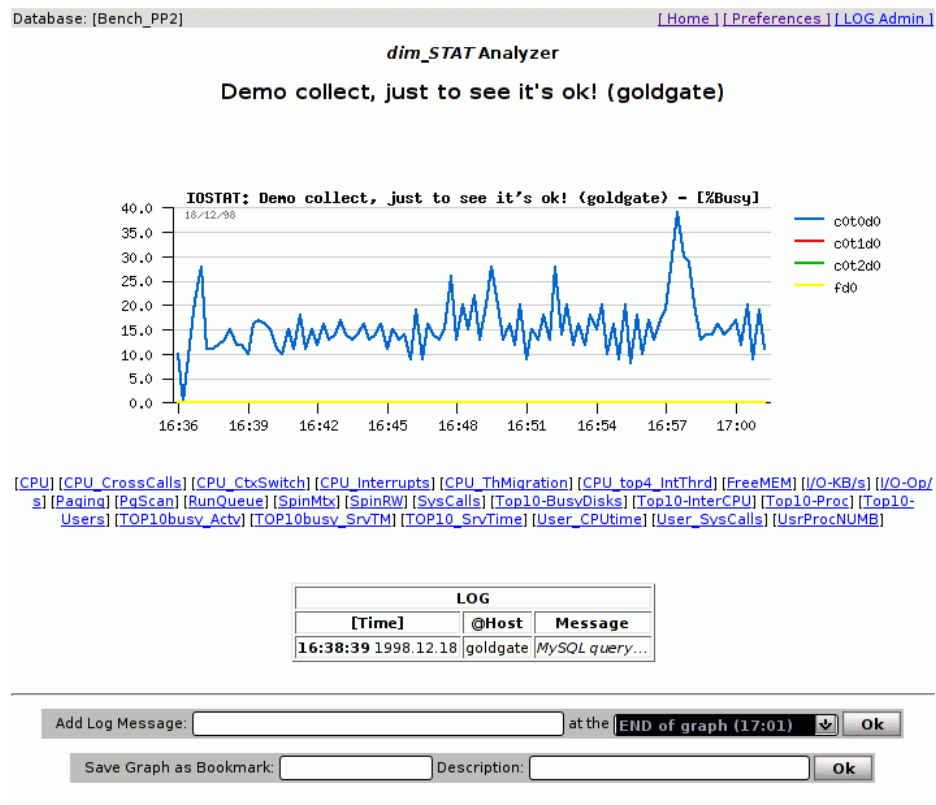 Database: [Bench_PP2] [ Home ] [ Preferences ] [ LOG Admin ]
dim_STAT Analyzer
Demo collect, just to see it's ok! (goldgate)
IOSTAT: Demo collect, just to see it's ok! (goldgate) - [%Busy]
18/12/98
40.0
35.0
30.0
25.0
20.0
15.0
10.0
5.0
0.0
16:36 16:39 16:42 16:45 16:48 16:51 16:54 16:57 17:00
c0t0d0
c0t1d0
c0t2d0
fd0
[CPU] [CPU_CrossCalls] [CPU_CtxSwitch] [CPU_Interrupts] [CPU_ThMigration] [CPU_top4_IntThrd] [FreeMEM] [I/O-KB/s] [I/O-Op/
s] [Paging] [PgScan] [RunQueue] [SpinMtx] [SpinRW] [SysCalls] [Top10-BusyDisks] [Top10-InterCPU] [Top10-Proc] [Top10-
Users] [TOP10busy_Actv] [TOP10busy_SrvTM] [TOP10_SrvTime] [User_CPUtime] [User_SysCalls] [UsrProcNUMB]
LOG
[Time] @Host Message
16:38:39 1998.12.18 goldgate MySQL query...
Add Log Message: at the END of graph (17:01) Ok
Save Graph as Bookmark: Description: Ok